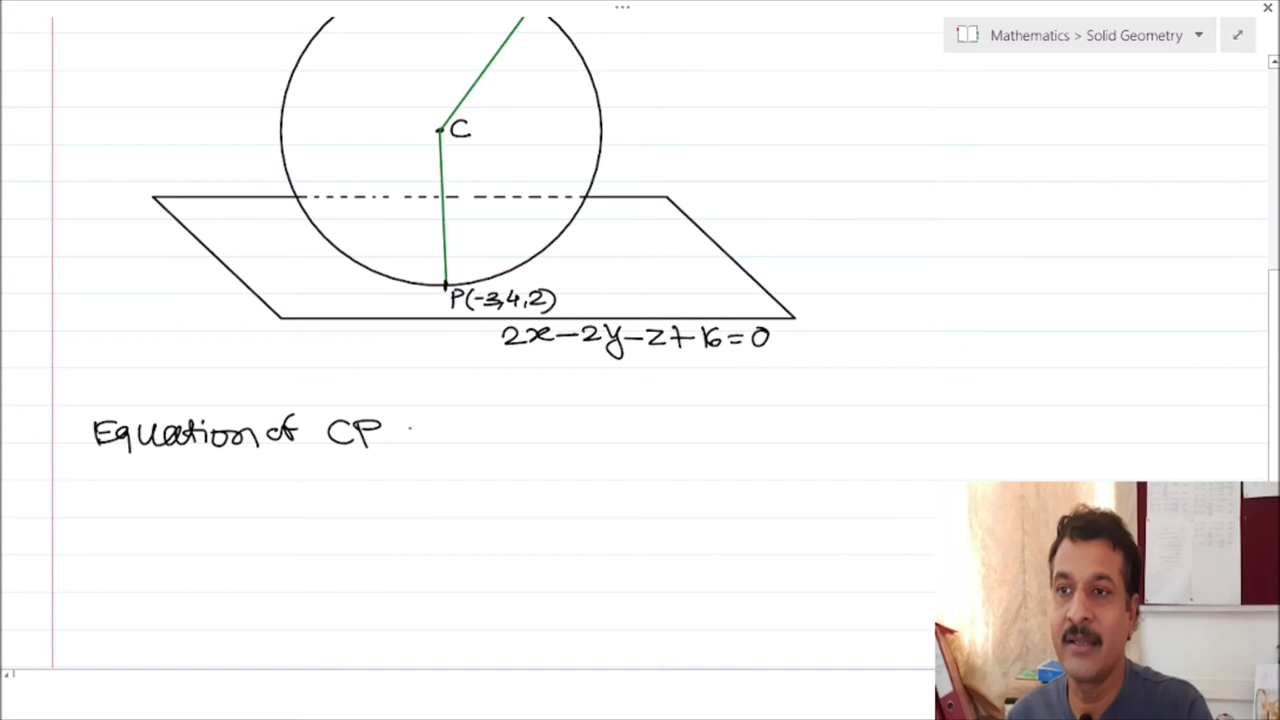 Mathematics > Solid Geometry
C
P(-3,4,2)
2x-2y-z+16=0
Equation of CP